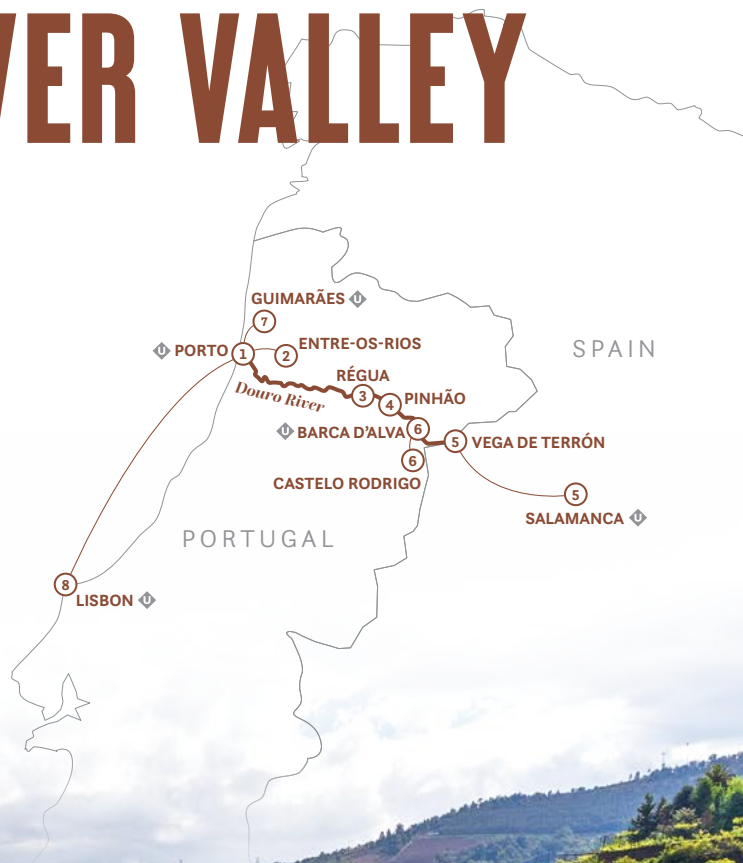 VER VALLEY
GUIMARÃES U
7
U PORTO 1
2 ENTRE-OS-RIOS
SPAIN
RÉGUA
Douro River
3
4 PINHÃO
U BARCA D'ALVA 6
5 VEGA DE TERRÓN
6
CASTELO RODRIGO
5
SALAMANCA U
PORTUGAL
8
LISBON U